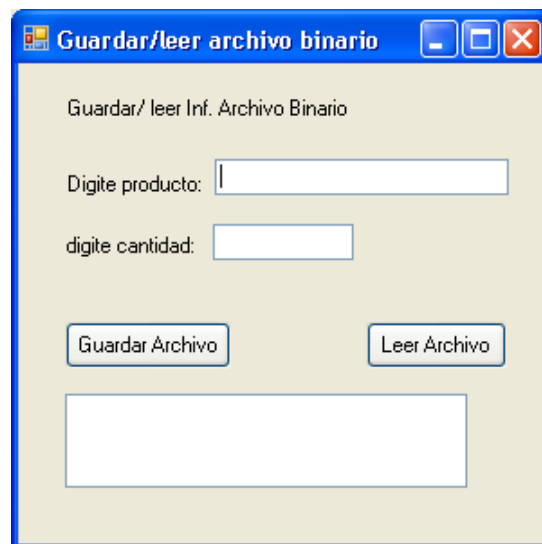 Guardar/leer archivo binario
Guardar/ leer Inf. Archivo Binario
Digite producto:
digite cantidad:
Guardar Archivo Leer Archivo